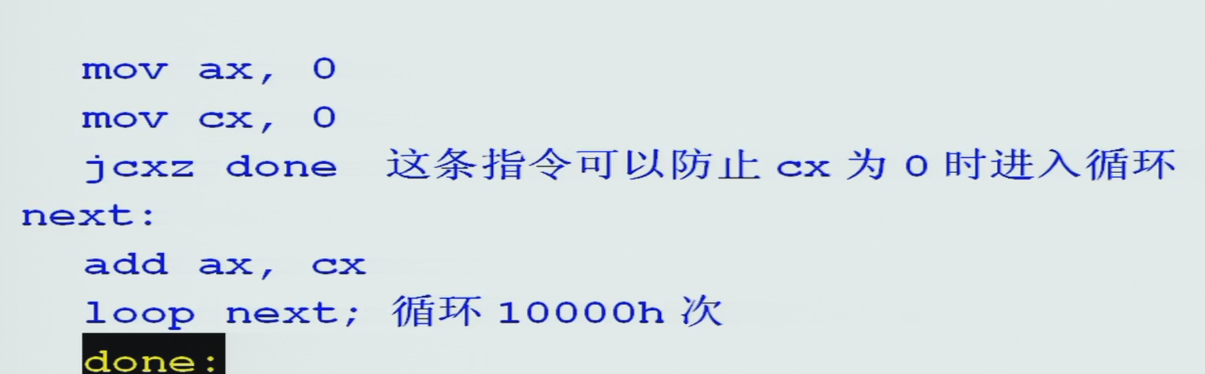 mov ax, 0
mov cx, 0
jcxz done 这条指令可以防止 cx 为 0 时进入循环
next:
add ax, cx
loop next; 循环 10000h 次
done: